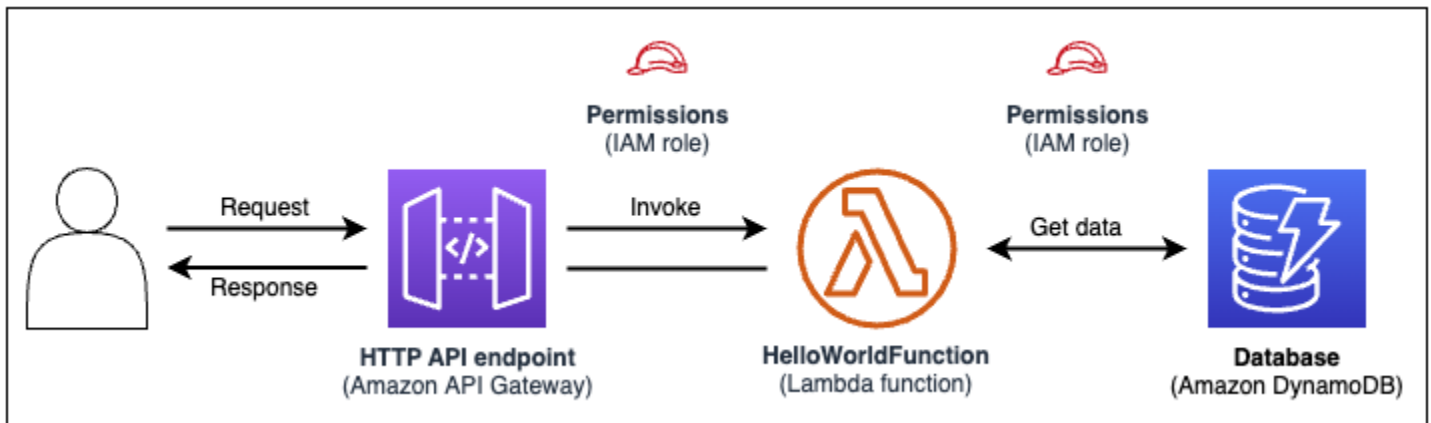 Permissions
(IAM role)
Permissions
(IAM role)
Request
Response
</>
Invoke
Get data
HTTP API endpoint
(Amazon API Gateway)
HelloWorldFunction
(Lambda function)
Database
(Amazon DynamoDB)